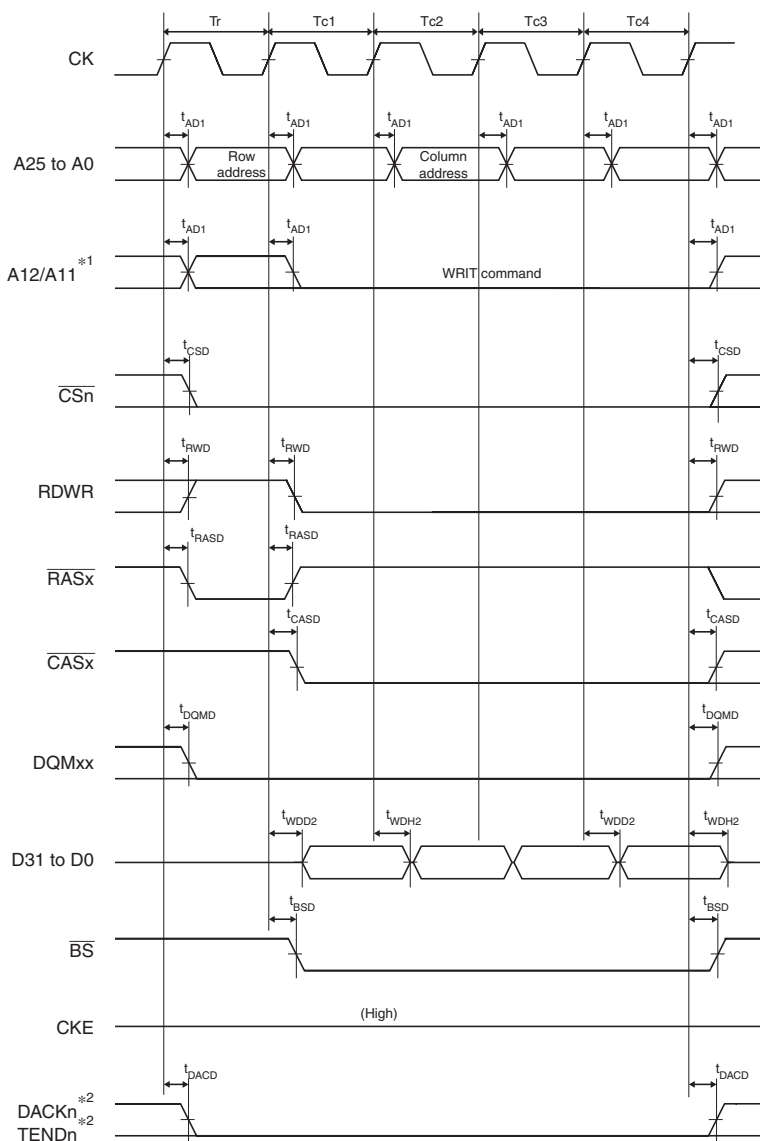 Tr Tc1 Tc2 Tc3 Tc4
CK
tAD1 tAD1 tAD1 tAD1 tAD1 tAD1
A25 to A0
Row address
Column address
tAD1 tAD1 tAD1
A12/A11 *1
WRIT command
tCSD tCSD
CSn
tRWD tRWD tRWD
RDWR
tRASD tRASD
RASx
tCASD tCASD
CASx
tDQMD tDQMD
DQMxx
tWDD2 tWDH2 tWDD2 tWDH2
D31 to D0
tBSD tBSD
BS
(High)
CKE
tDACD tDACD
DACKn *2
TENDn *2